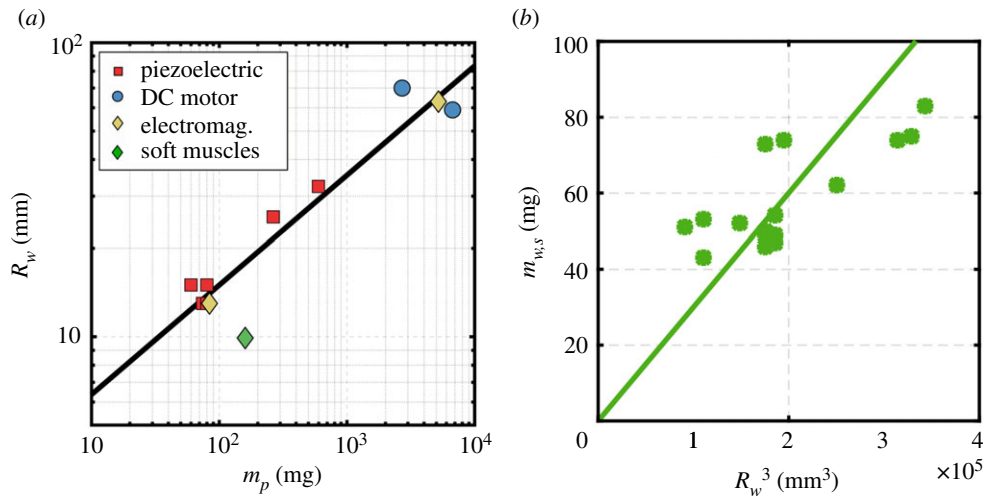 (a)
10²
piezoelectric
DC motor
electromag.
soft muscles
R_w (mm)
10
10 10² 10³ 10⁴
m_p (mg)
(b)
100
80
60
40
20
m_{w,s} (mg)
0 1 2 3 4
×10⁵
R_w³ (mm³)